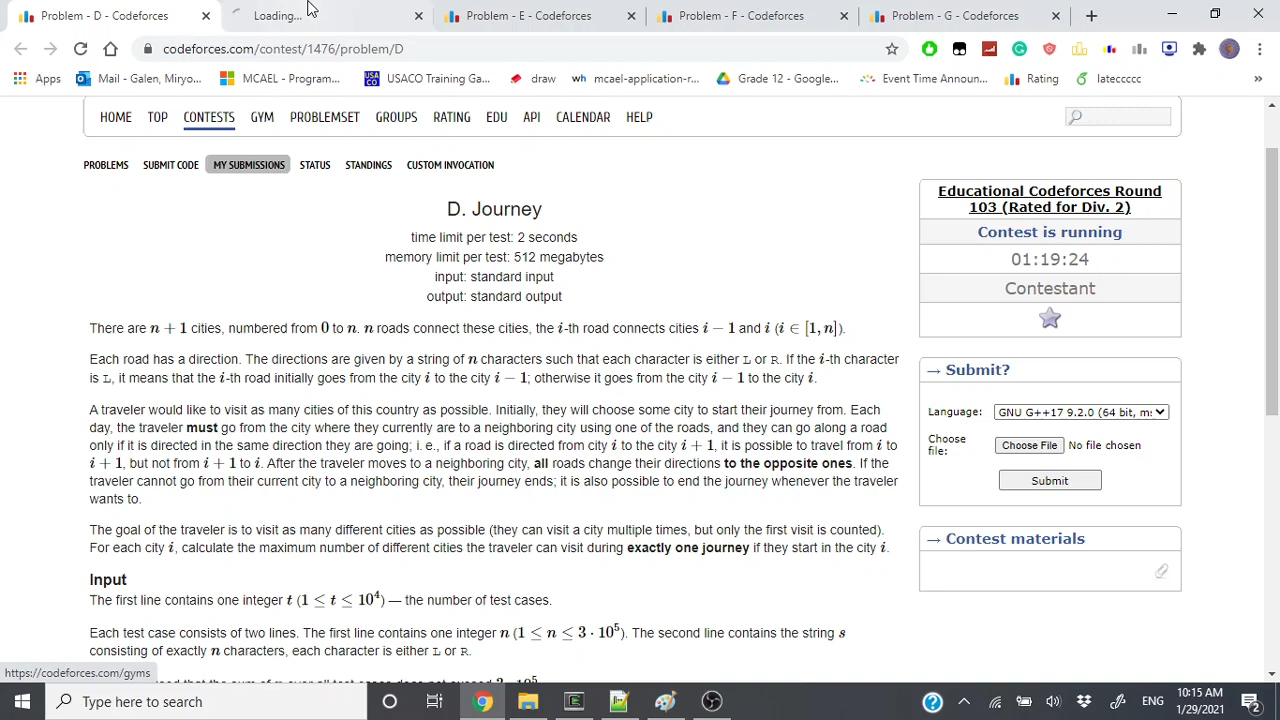 Problem - D - Codeforces
Loading...
Problem - E - Codeforces
Problem - - Codeforces
Problem - G - Codeforces
codeforces.com/contest/1476/problem/D
Apps
Mail - Galen, Miryo...
MCAEL - Program...
USACO Training Ga...
draw
mcael-application-r...
Grade 12 - Google...
Event Time Announ...
Rating
lateccccc
»
HOME TOP CONTESTS GYM PROBLEMSET GROUPS RATING EDU API CALENDAR HELP
PROBLEMS SUBMIT CODE MY SUBMISSIONS STATUS STANDINGS CUSTOM INVOCATION
D. Journey
time limit per test: 2 seconds
memory limit per test: 512 megabytes
input: standard input
output: standard output
There are n + 1 cities, numbered from 0 to n. n roads connect these cities, the i-th road connects cities i − 1 and i (i ∈ [1, n]).
Each road has a direction. The directions are given by a string of n characters such that each character is either L or R. If the i-th character
is L, it means that the i-th road initially goes from the city i to the city i − 1; otherwise it goes from the city i − 1 to the city i.
A traveler would like to visit as many cities of this country as possible. Initially, they will choose some city to start their journey from. Each
day, the traveler must go from the city where they currently are to a neighboring city using one of the roads, and they can go along a road
only if it is directed in the same direction they are going; i. e., if a road is directed from city i to the city i + 1, it is possible to travel from i to
i + 1, but not from i + 1 to i. After the traveler moves to a neighboring city, all roads change their directions to the opposite ones. If the
traveler cannot go from their current city to a neighboring city, their journey ends; it is also possible to end the journey whenever the traveler
wants to.
The goal of the traveler is to visit as many different cities as possible (they can visit a city multiple times, but only the first visit is counted).
For each city i, calculate the maximum number of different cities the traveler can visit during exactly one journey if they start in the city i.
Input
The first line contains one integer t (1 ≤ t ≤ 10⁴) — the number of test cases.
Each test case consists of two lines. The first line contains one integer n (1 ≤ n ≤ 3 · 10⁵). The second line contains the string s
consisting of exactly n characters, each character is either L or R.
Educational Codeforces Round
103 (Rated for Div. 2)
Contest is running
01:19:24
Contestant
→ Submit?
Language: GNU G++17 9.2.0 (64 bit, m
Choose
file:
Choose File No file chosen
Submit
→ Contest materials
https://codeforces.com/gyms
Type here to search
ENG
10:15 AM
1/29/2021
2